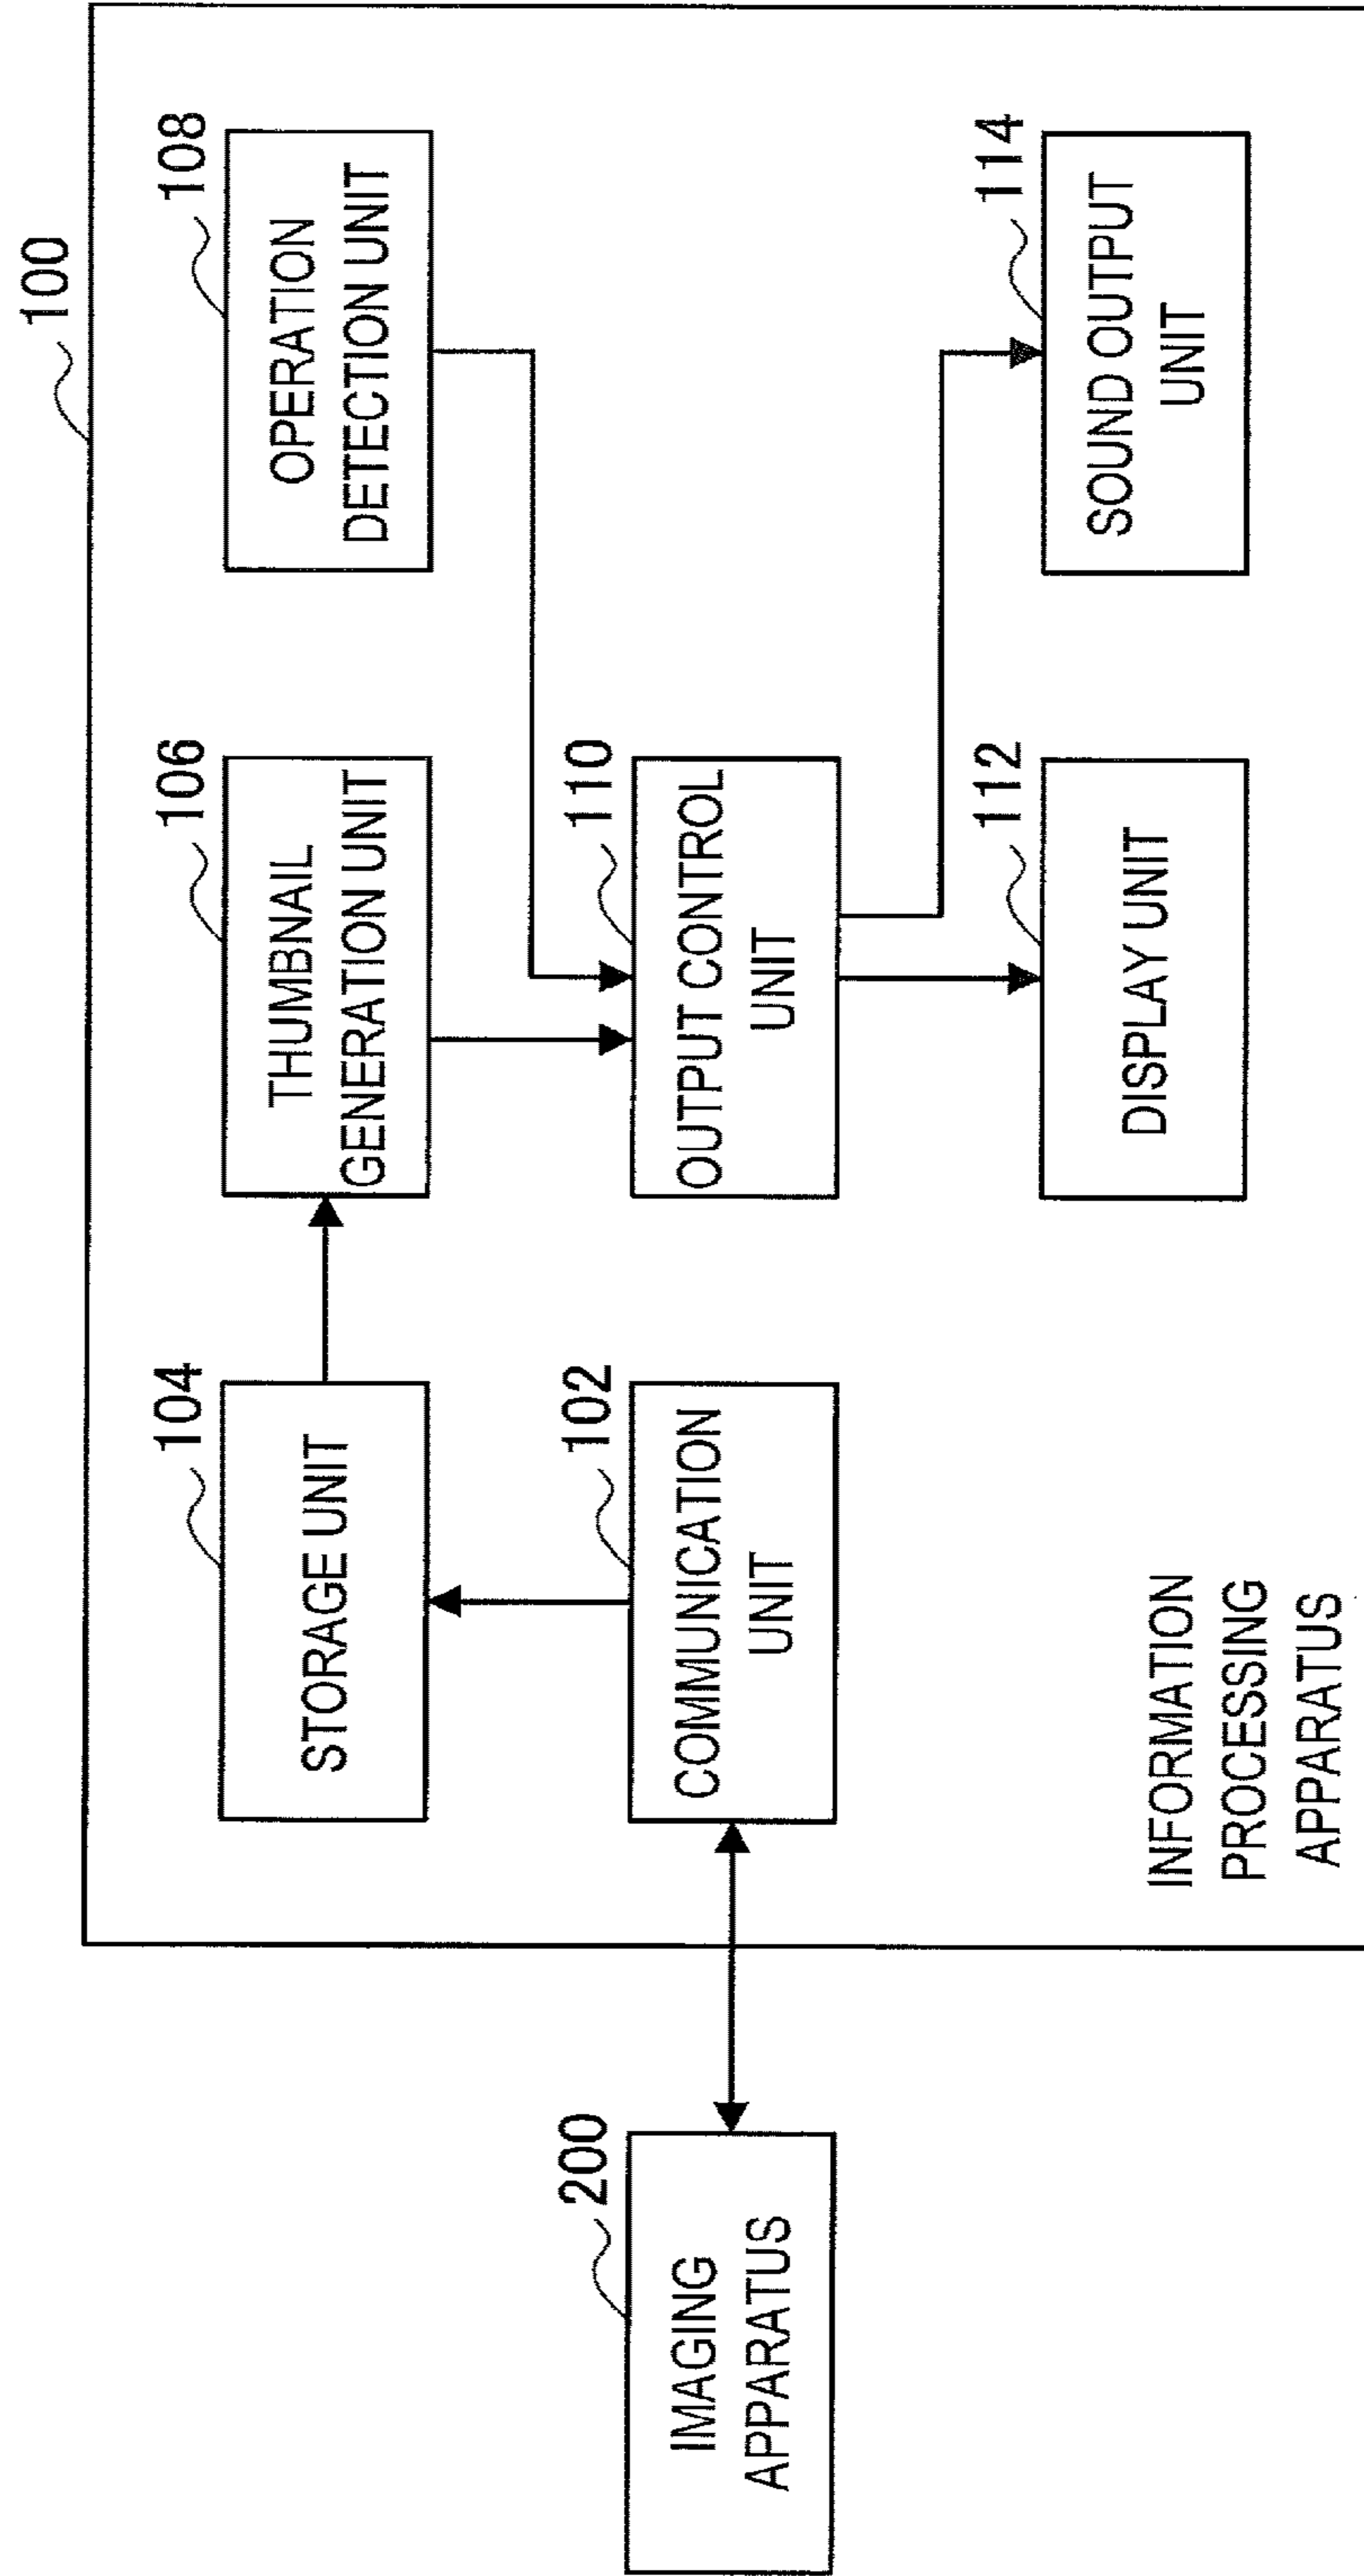 100
104
STORAGE UNIT
106
THUMBNAIL
GENERATION UNIT
108
OPERATION
DETECTION UNIT
200
IMAGING
APPARATUS
102
COMMUNICATION
UNIT
110
OUTPUT CONTROL
UNIT
112
DISPLAY UNIT
114
SOUND OUTPUT
UNIT
INFORMATION
PROCESSING
APPARATUS